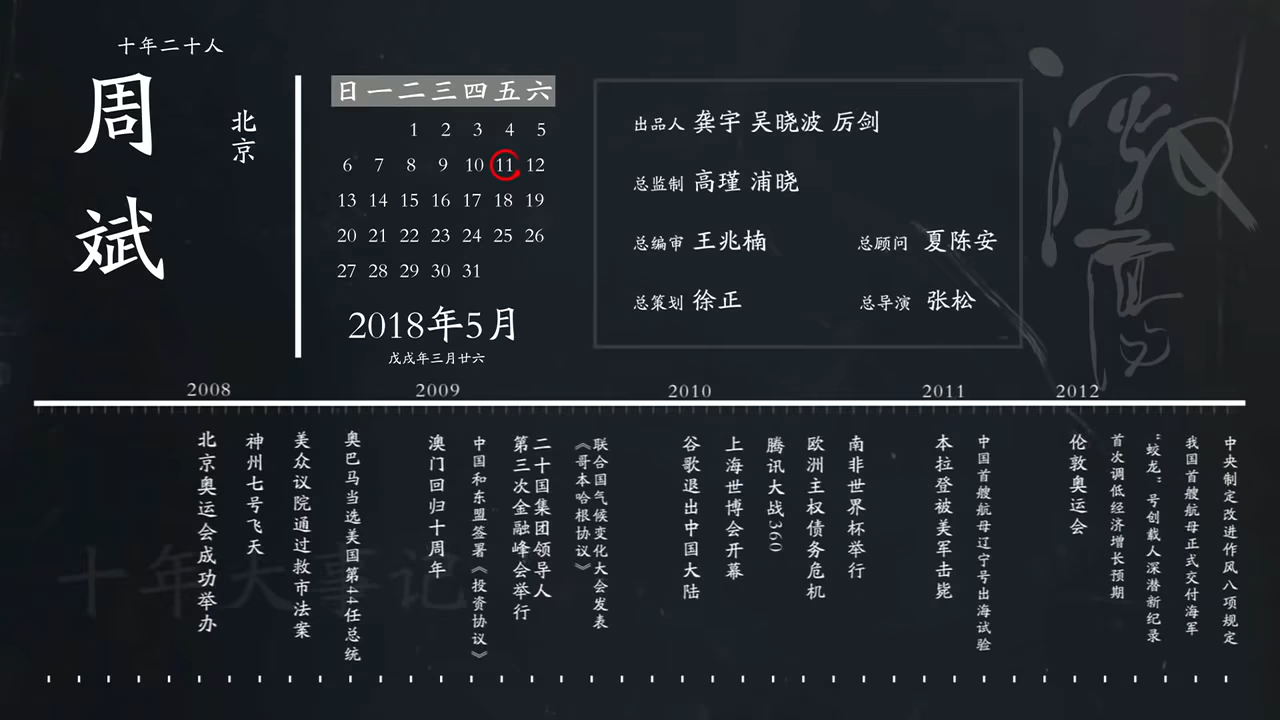 十年二十人
周斌
北京
日一二三四五六
1 2 3 4 5
6 7 8 9 10 11 12
13 14 15 16 17 18 19
20 21 22 23 24 25 26
27 28 29 30 31
2018年5月
戊戌年三月廿六
出品人 龚宇 吴晓波 厉剑
总监制 高瑾 浦晓
总编审 王兆楠 总顾问 夏陈安
总策划 徐正 总导演 张松
2008 2009 2010 2011 2012
北京奥运会成功举办
神州七号飞天
美众议院通过救市法案
奥巴马当选美国第44任总统
澳门回归十周年
中国和东盟签署《投资协议》
二十国集团领导人
第三次金融峰会举行
联合国气候变化大会发表
《哥本哈根协议》
谷歌退出中国大陆
上海世博会开幕
腾讯大战360
欧洲主权债务危机
南非世界杯举行
本拉登被美军击毙
中国首艘航母辽宁号出海试验
伦敦奥运会
首次调低经济增长预期
“蛟龙”号创载人深潜新纪录
我国首艘航母正式交付海军
中央制定改进作风八项规定
十年大事记